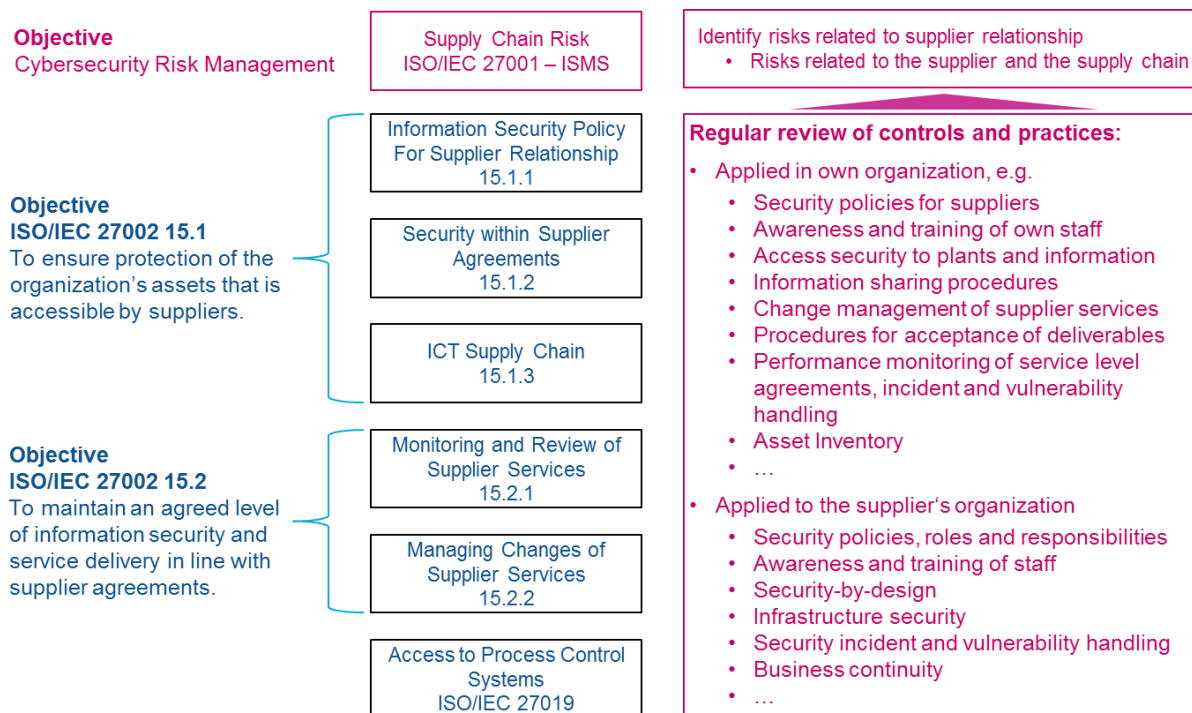 Objective
Cybersecurity Risk Management
Supply Chain Risk
ISO/IEC 27001 – ISMS
Identify risks related to supplier relationship
• Risks related to the supplier and the supply chain
Objective
ISO/IEC 27002 15.1
To ensure protection of the
organization's assets that is
accessible by suppliers.
Information Security Policy
For Supplier Relationship
15.1.1
Security within Supplier
Agreements
15.1.2
ICT Supply Chain
15.1.3
Objective
ISO/IEC 27002 15.2
To maintain an agreed level
of information security and
service delivery in line with
supplier agreements.
Monitoring and Review of
Supplier Services
15.2.1
Managing Changes of
Supplier Services
15.2.2
Access to Process Control
Systems
ISO/IEC 27019
Regular review of controls and practices:
• Applied in own organization, e.g.
• Security policies for suppliers
• Awareness and training of own staff
• Access security to plants and information
• Information sharing procedures
• Change management of supplier services
• Procedures for acceptance of deliverables
• Performance monitoring of service level
agreements, incident and vulnerability
handling
• Asset Inventory
• …
• Applied to the supplier‘s organization
• Security policies, roles and responsibilities
• Awareness and training of staff
• Security-by-design
• Infrastructure security
• Security incident and vulnerability handling
• Business continuity
• …